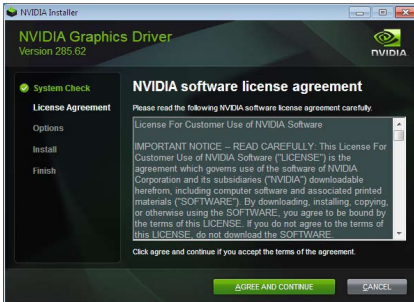 NVIDIA Installer
NVIDIA Graphics Driver
Version 285.62
NVIDIA
System Check
License Agreement
Options
Install
Finish
NVIDIA software license agreement
Please read the following NVIDIA software license agreement carefully.
License For Customer Use of NVIDIA Software
IMPORTANT NOTICE -- READ CAREFULLY: This License For
Customer Use of NVIDIA Software ("LICENSE") is the
agreement which governs use of the software of NVIDIA
Corporation and its subsidiaries ("NVIDIA") downloadable
herefrom, including computer software and associated printed
materials ("SOFTWARE"). By downloading, installing, copying,
or otherwise using the SOFTWARE, you agree to be bound by
the terms of this LICENSE. If you do not agree to the terms of
this LICENSE, do not download the SOFTWARE.
Click agree and continue if you accept the terms of the agreement.
AGREE AND CONTINUE
CANCEL